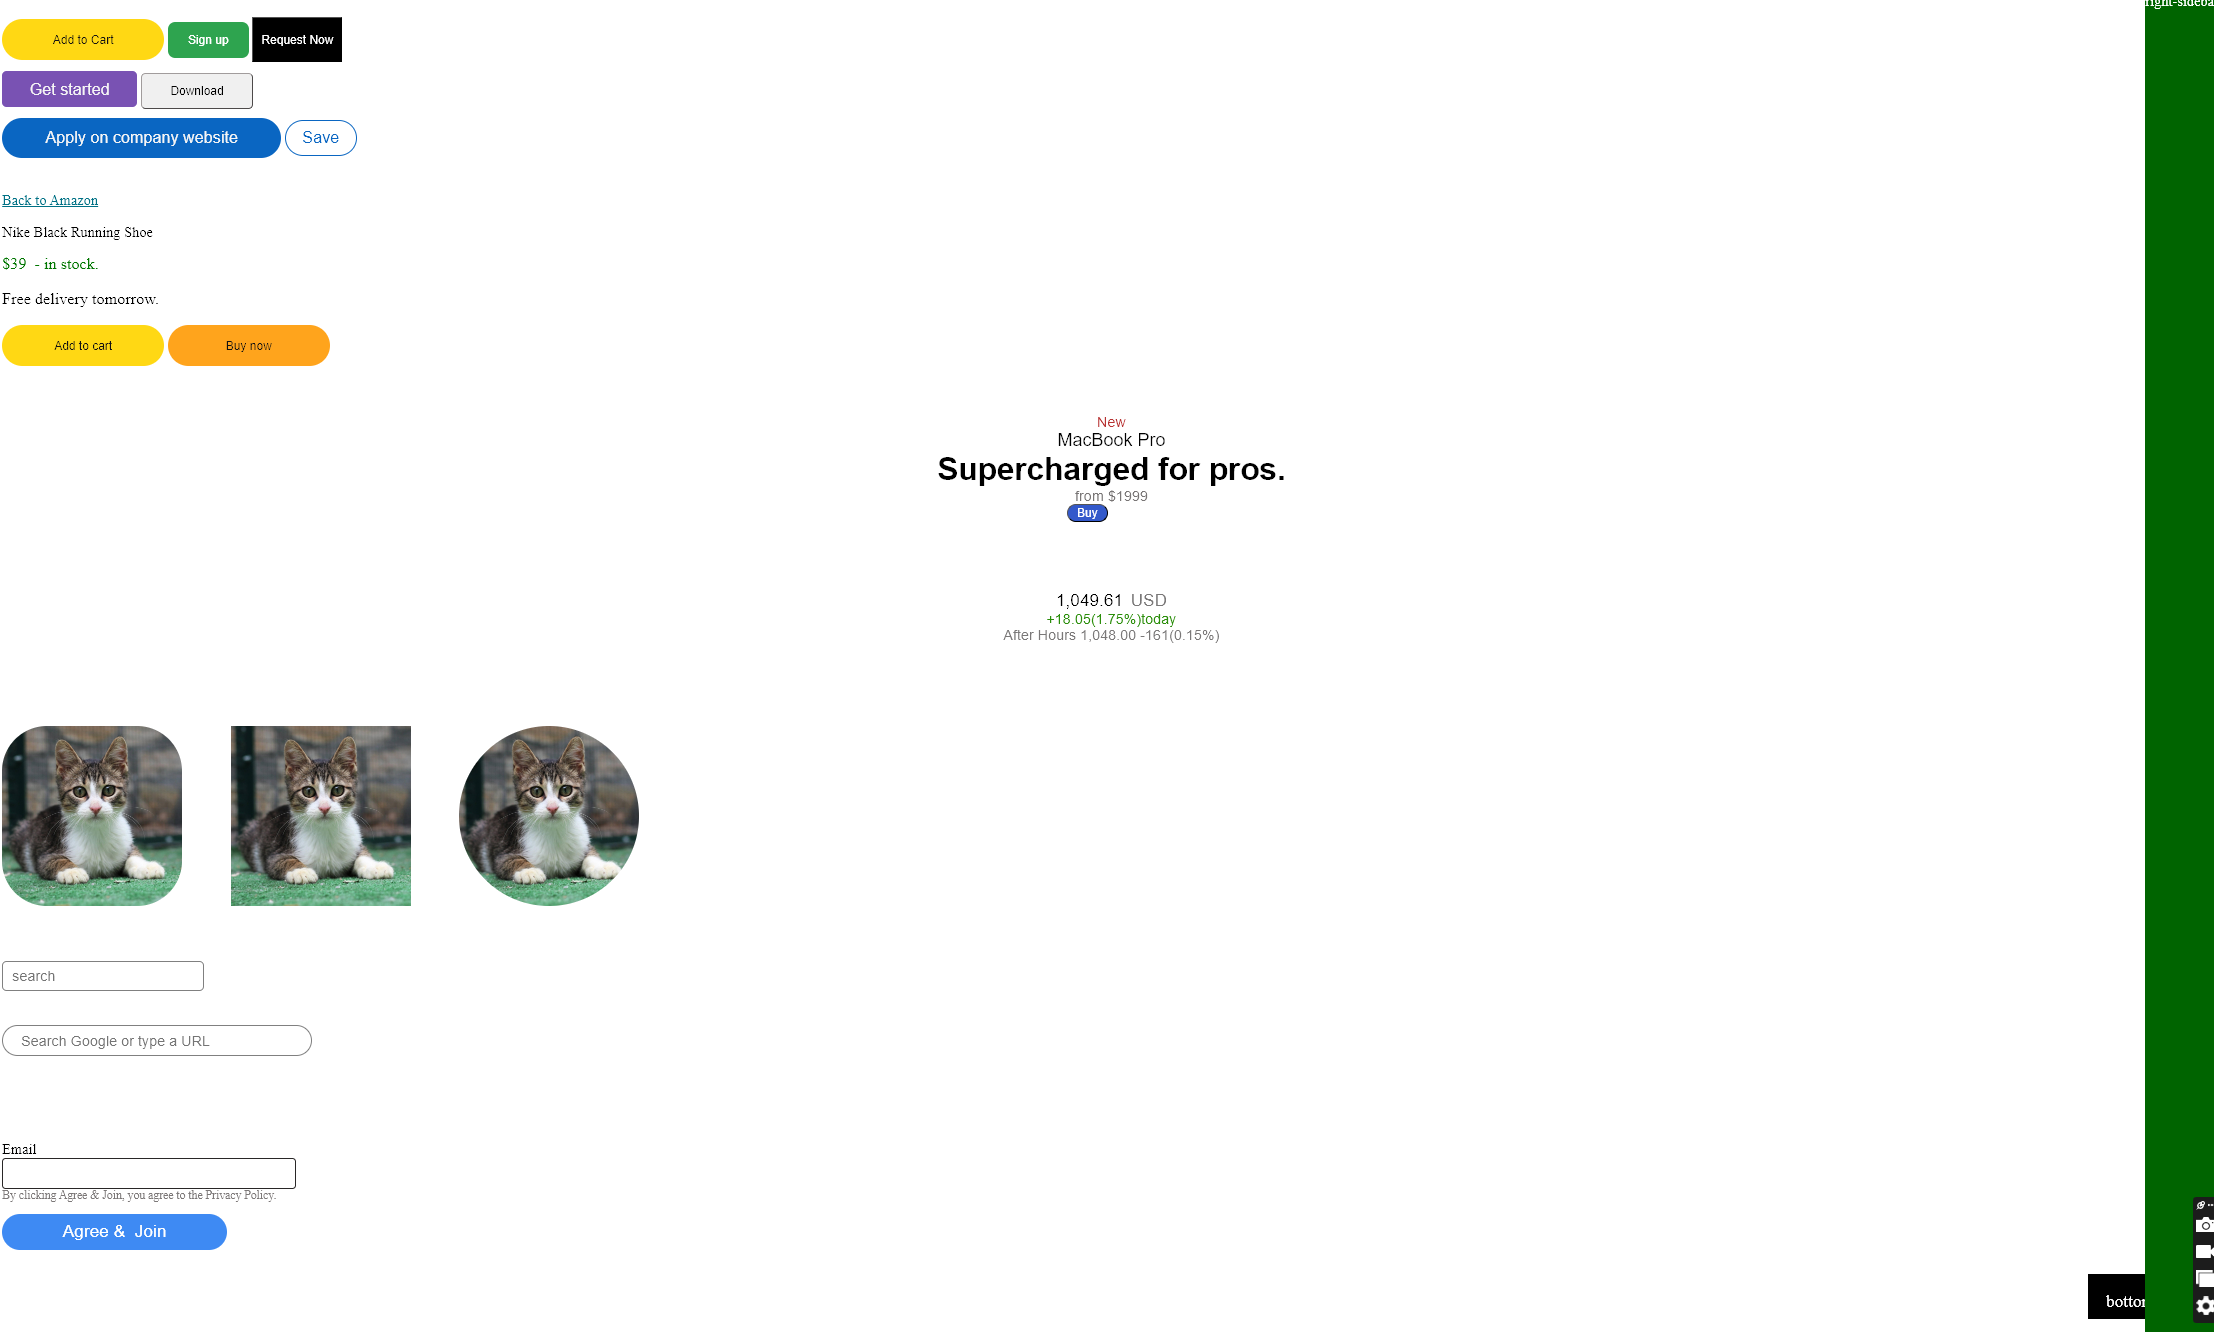 right-sideba
Add to Cart Sign up Request Now
Get started Download
Apply on company website Save
Back to Amazon
Nike Black Running Shoe
$39 - in stock.
Free delivery tomorrow.
Add to cart Buy now
New
MacBook Pro
Supercharged for pros.
from $1999
Buy
1,049.61 USD
+18.05(1.75%)today
After Hours 1,048.00 -161(0.15%)
search
Search Google or type a URL
Email
By clicking Agree & Join, you agree to the Privacy Policy.
Agree & Join